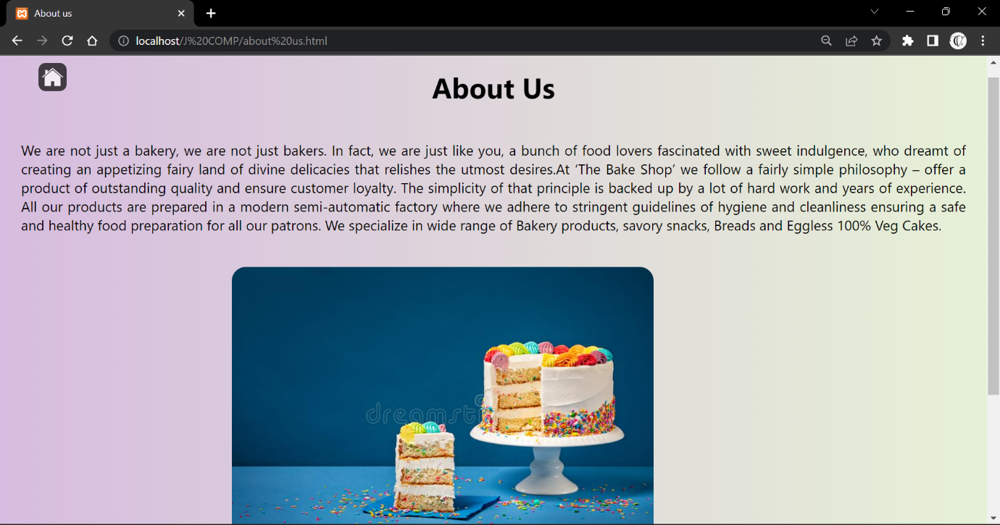 About us
localhost/J%20COMP/about%20us.html
About Us
We are not just a bakery, we are not just bakers. In fact, we are just like you, a bunch of food lovers fascinated with sweet indulgence, who dreamt of
creating an appetizing fairy land of divine delicacies that relishes the utmost desires.At ‘The Bake Shop’ we follow a fairly simple philosophy – offer a
product of outstanding quality and ensure customer loyalty. The simplicity of that principle is backed up by a lot of hard work and years of experience.
All our products are prepared in a modern semi-automatic factory where we adhere to stringent guidelines of hygiene and cleanliness ensuring a safe
and healthy food preparation for all our patrons. We specialize in wide range of Bakery products, savory snacks, Breads and Eggless 100% Veg Cakes.
dreamsti